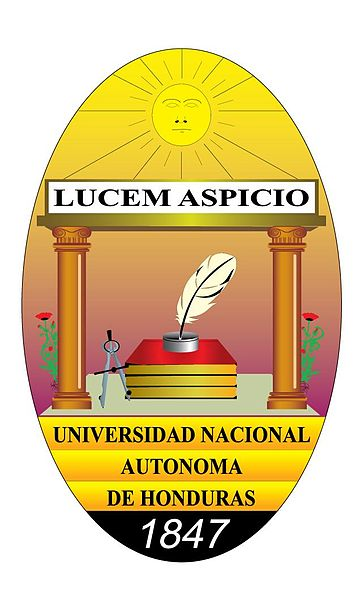 LUCEM ASPICIO
UNIVERSIDAD NACIONAL
AUTONOMA
DE HONDURAS
1847